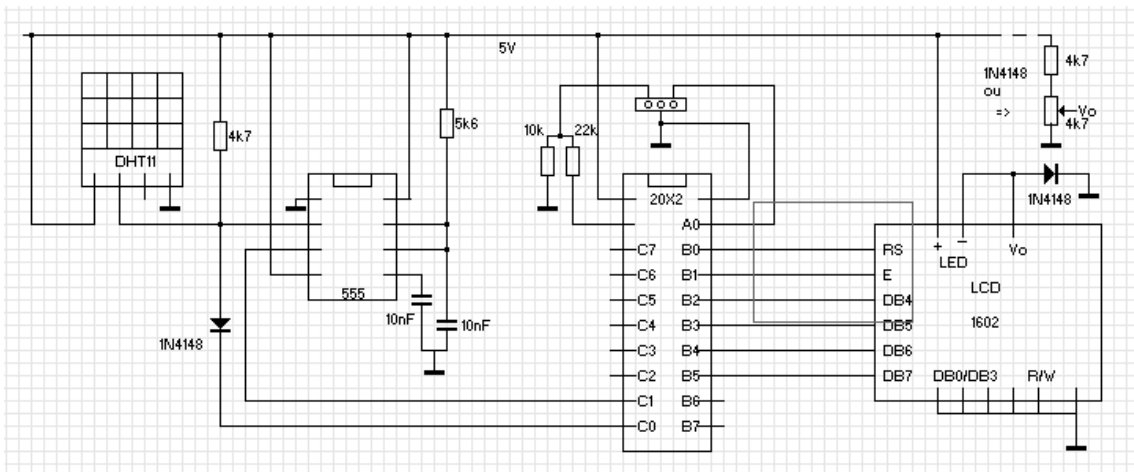 5V
1N4148
ou
=>
4k7
Vo
4k7
4k7
5k6
10k
22k
DHT11
1N4148
555
10nF
10nF
20X2
A0
C7
B0
C6
B1
C5
B2
C4
B3
C3
B4
C2
B5
C1
B6
C0
B7
1N4148
RS
+
−
Vo
E
LED
LCD
DB4
DB5
1602
DB6
DB7
DB0/DB3
R/W